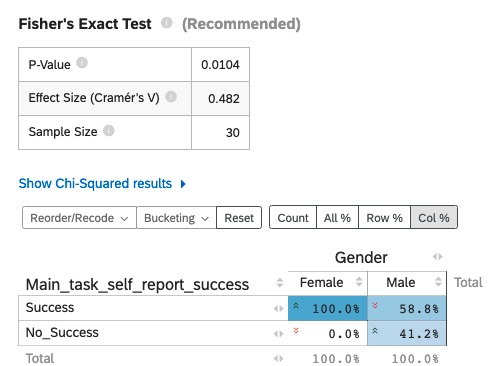 Fisher's Exact Test (Recommended)
P-Value 0.0104
Effect Size (Cramér's V) 0.482
Sample Size 30
Show Chi-Squared results
Reorder/Recode Bucketing Reset Count All % Row % Col %
Gender
Main_task_self_report_success Female Male Total
Success 100.0% 58.8%
No_Success 0.0% 41.2%
Total 100.0% 100.0%